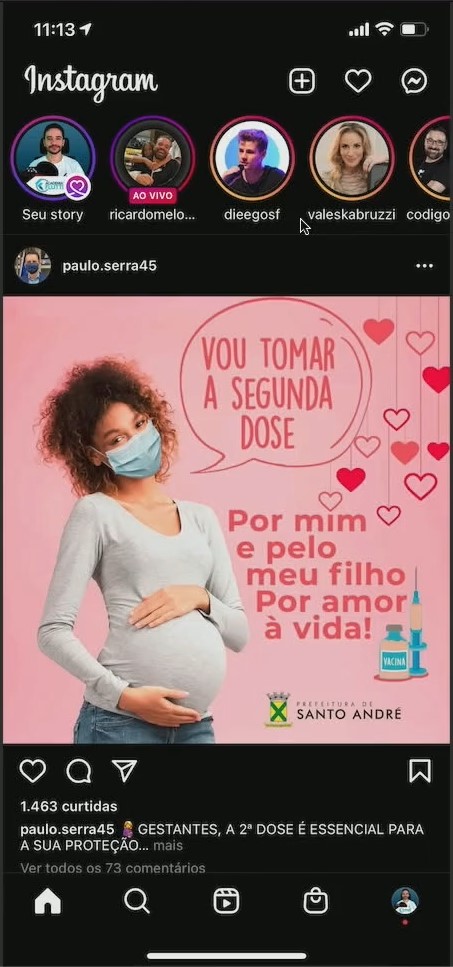 11:13
Instagram
Seu story
AO VIVO
ricardomelo...
dieegosf
valeskabruzzi
codigo
paulo.serra45
VOU TOMAR
A SEGUNDA
DOSE
Por mim
e pelo
meu filho
Por amor
à vida!
VACINA
PREFEITURA DE
SANTO ANDRÉ
1.463 curtidas
paulo.serra45 🤰GESTANTES, A 2ª DOSE É ESSENCIAL PARA
A SUA PROTEÇÃO... mais
Ver todos os 73 comentários